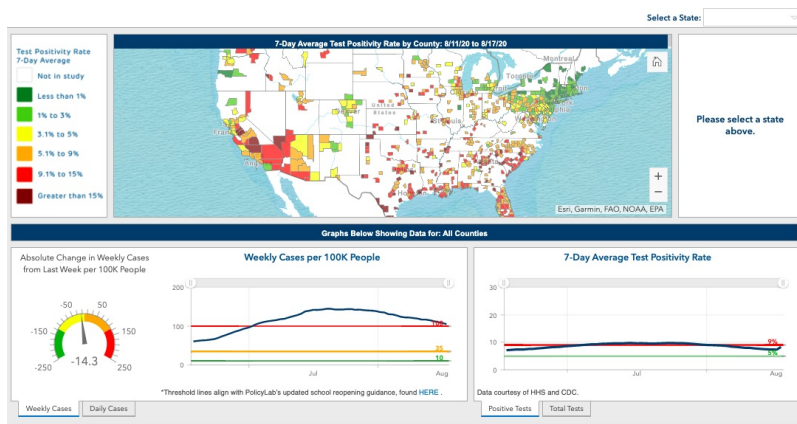 Select a State:
Test Positivity Rate
7-Day Average
Not in study
Less than 1%
1% to 3%
3.1% to 5%
5.1% to 9%
9.1% to 15%
Greater than 15%
7-Day Average Test Positivity Rate by County: 8/11/20 to 8/17/20
Montreal
Toronto
United
States
St Louis
+
−
Esri, Garmin, FAO, NOAA, EPA
Please select a state
above.
Graphs Below Showing Data for: All Counties
Absolute Change in Weekly Cases
from Last Week per 100K People
-50
50
-150
150
-250
250
-14.3
Weekly Cases per 100K People
200
100
0
100
35
10
Jul
Aug
*Threshold lines align with PolicyLab's updated school reopening guidance, found HERE .
Weekly Cases
Daily Cases
7-Day Average Test Positivity Rate
30
20
10
0
9%
5%
Jul
Aug
Data courtesy of HHS and CDC.
Positive Tests
Total Tests